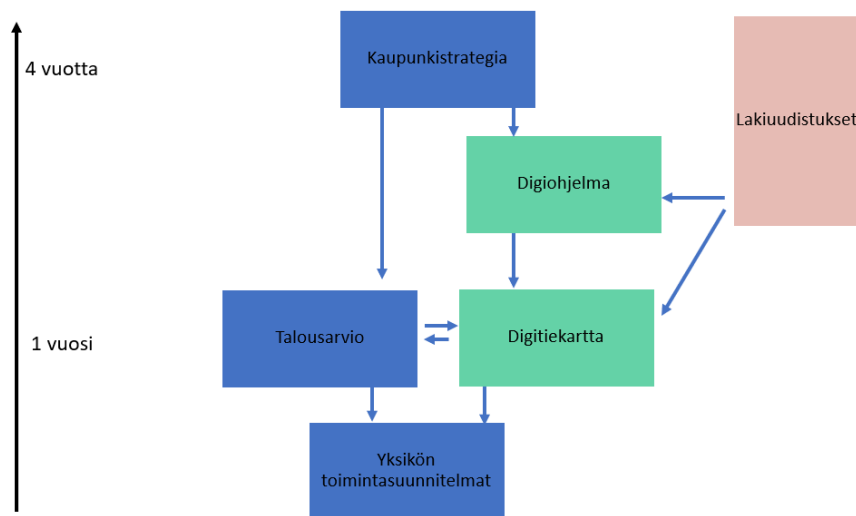 Kaupunkistrategia
4 vuotta
Lakiuudistukset
Digiohjelma
Talousarvio
Digitiekartta
1 vuosi
Yksikön
toimintasuunnitelmat